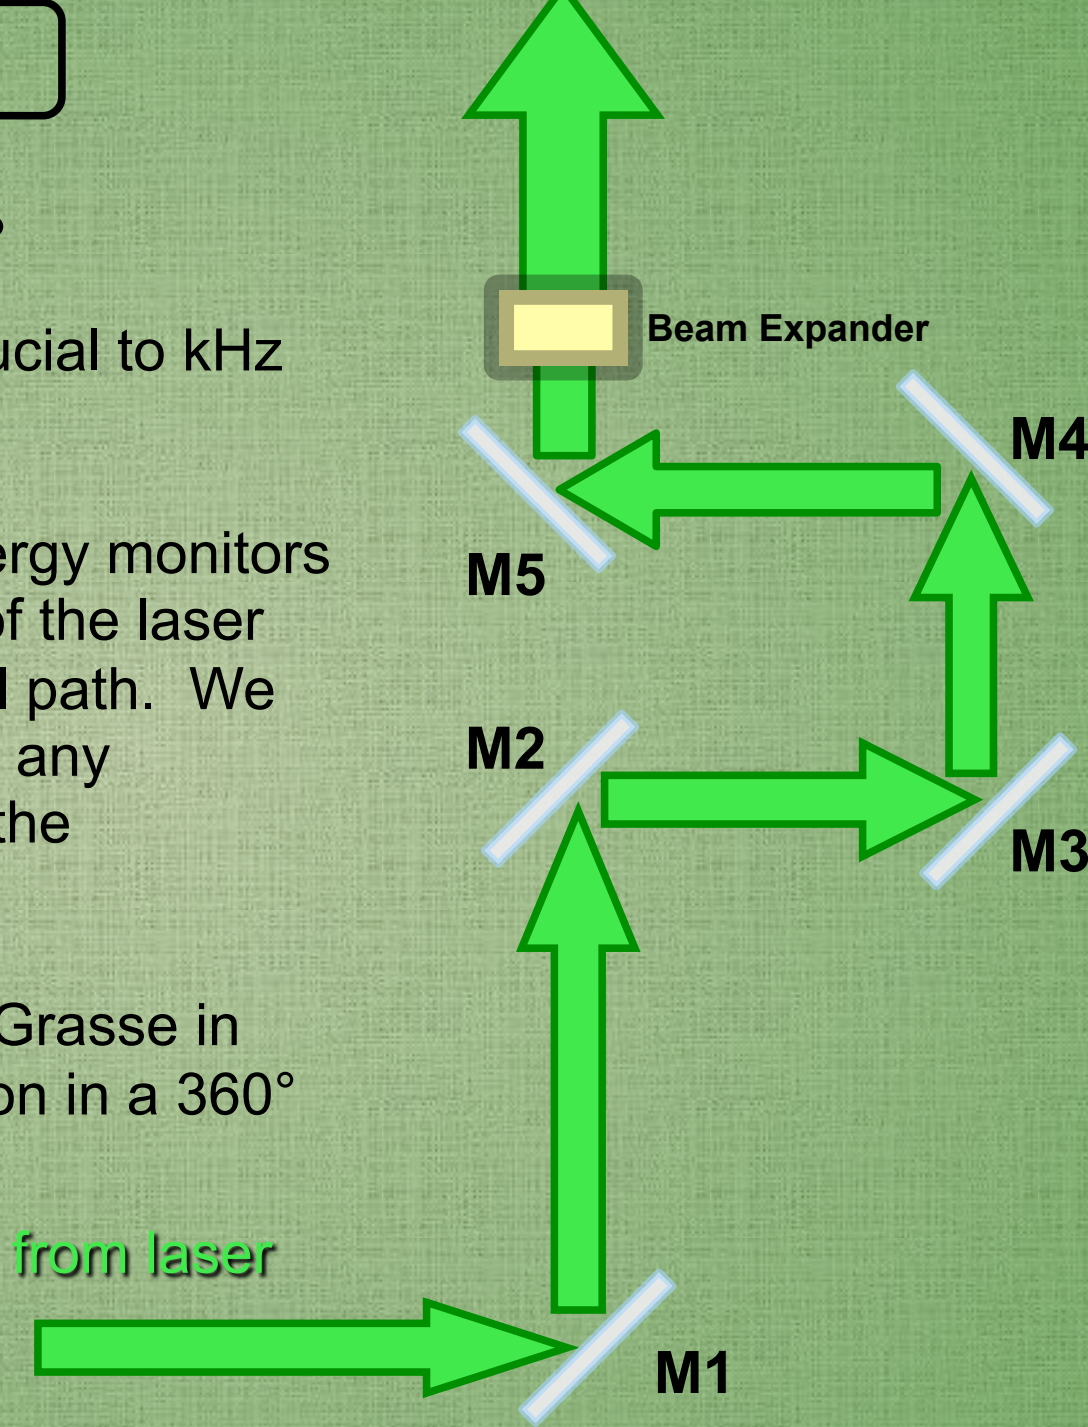 ucial to kHz
ergy monitors
of the laser
path. We
any
the
Grasse in
on in a 360°
from laser
Beam Expander
M4
M5
M2
M3
M1